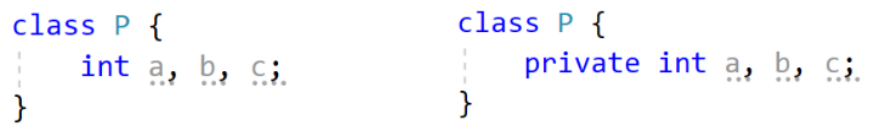 class P {
    int a, b, c;
}
class P {
    private int a, b, c;
}